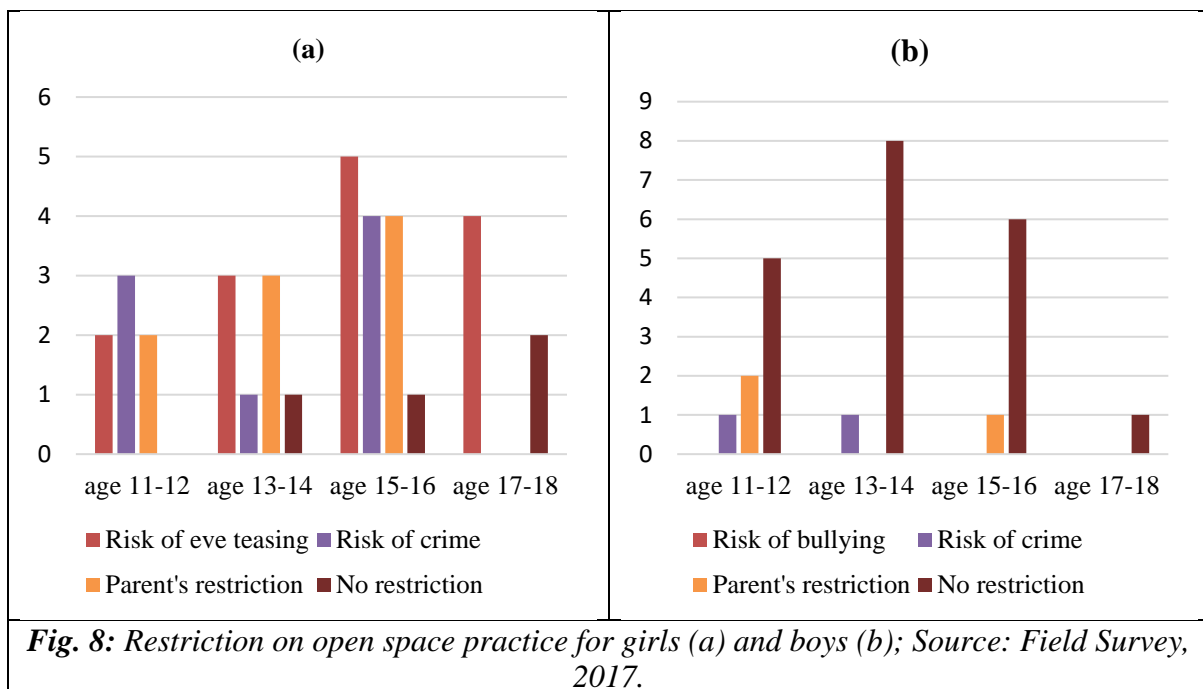 (a)
6
5
4
3
2
1
0
age 11-12 age 13-14 age 15-16 age 17-18
Risk of eve teasing Risk of crime
Parent's restriction No restriction
(b)
9
8
7
6
5
4
3
2
1
0
age 11-12 age 13-14 age 15-16 age 17-18
Risk of bullying Risk of crime
Parent's restriction No restriction
Fig. 8: Restriction on open space practice for girls (a) and boys (b); Source: Field Survey,
2017.